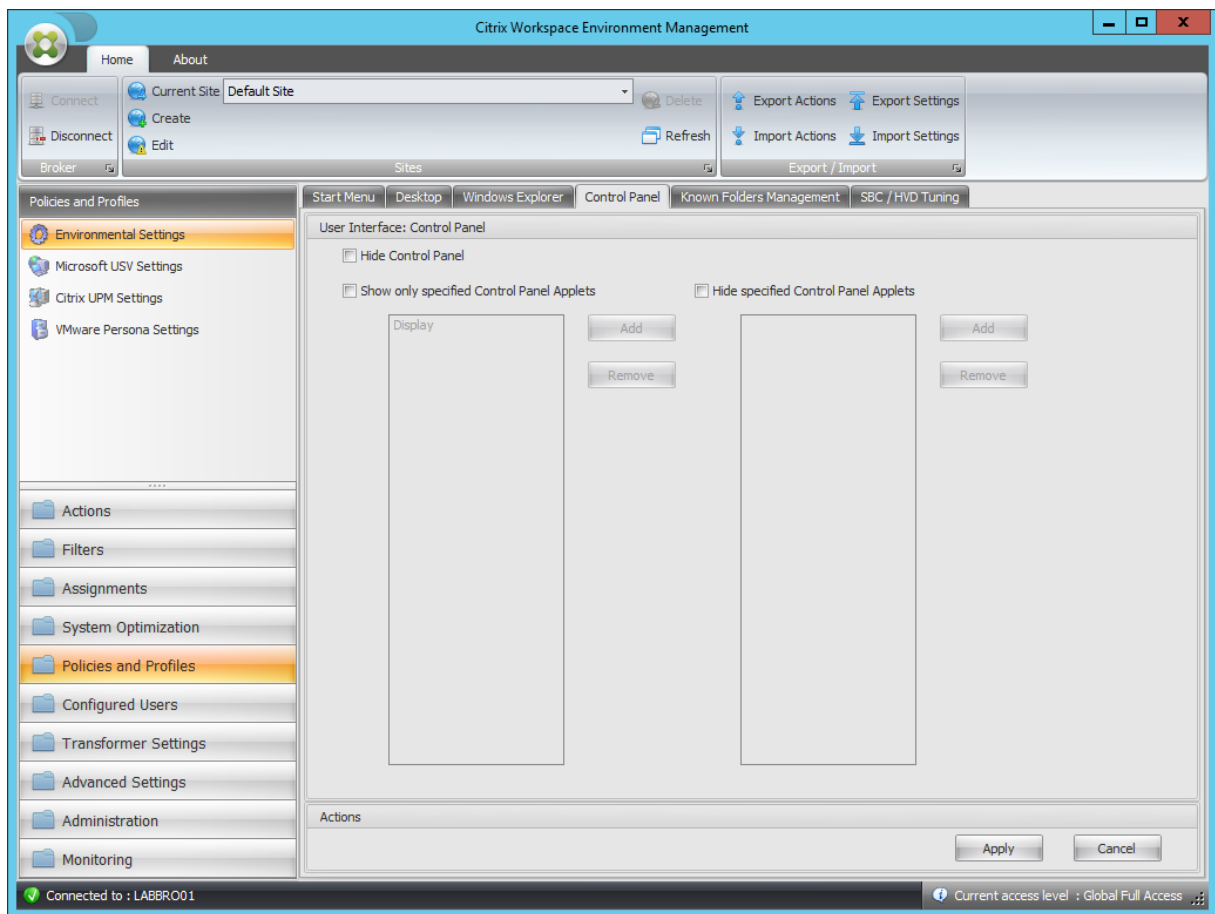 Citrix Workspace Environment Management
Home About
Connect
Disconnect
Broker
Current Site Default Site
Create
Edit
Delete
Refresh
Sites
Export Actions Export Settings
Import Actions Import Settings
Export / Import
Policies and Profiles
Environmental Settings
Microsoft USV Settings
Citrix UPM Settings
VMware Persona Settings
Actions
Filters
Assignments
System Optimization
Policies and Profiles
Configured Users
Transformer Settings
Advanced Settings
Administration
Monitoring
Start Menu Desktop Windows Explorer Control Panel Known Folders Management SBC / HVD Tuning
User Interface: Control Panel
Hide Control Panel
Show only specified Control Panel Applets Hide specified Control Panel Applets
Display
Add Add
Remove Remove
Actions
Apply Cancel
Connected to : LABBRO01
Current access level : Global Full Access